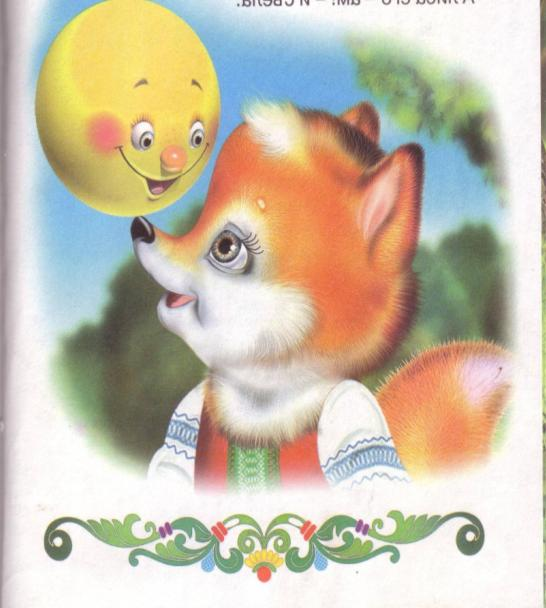 А лиса его – ам! – и съела.